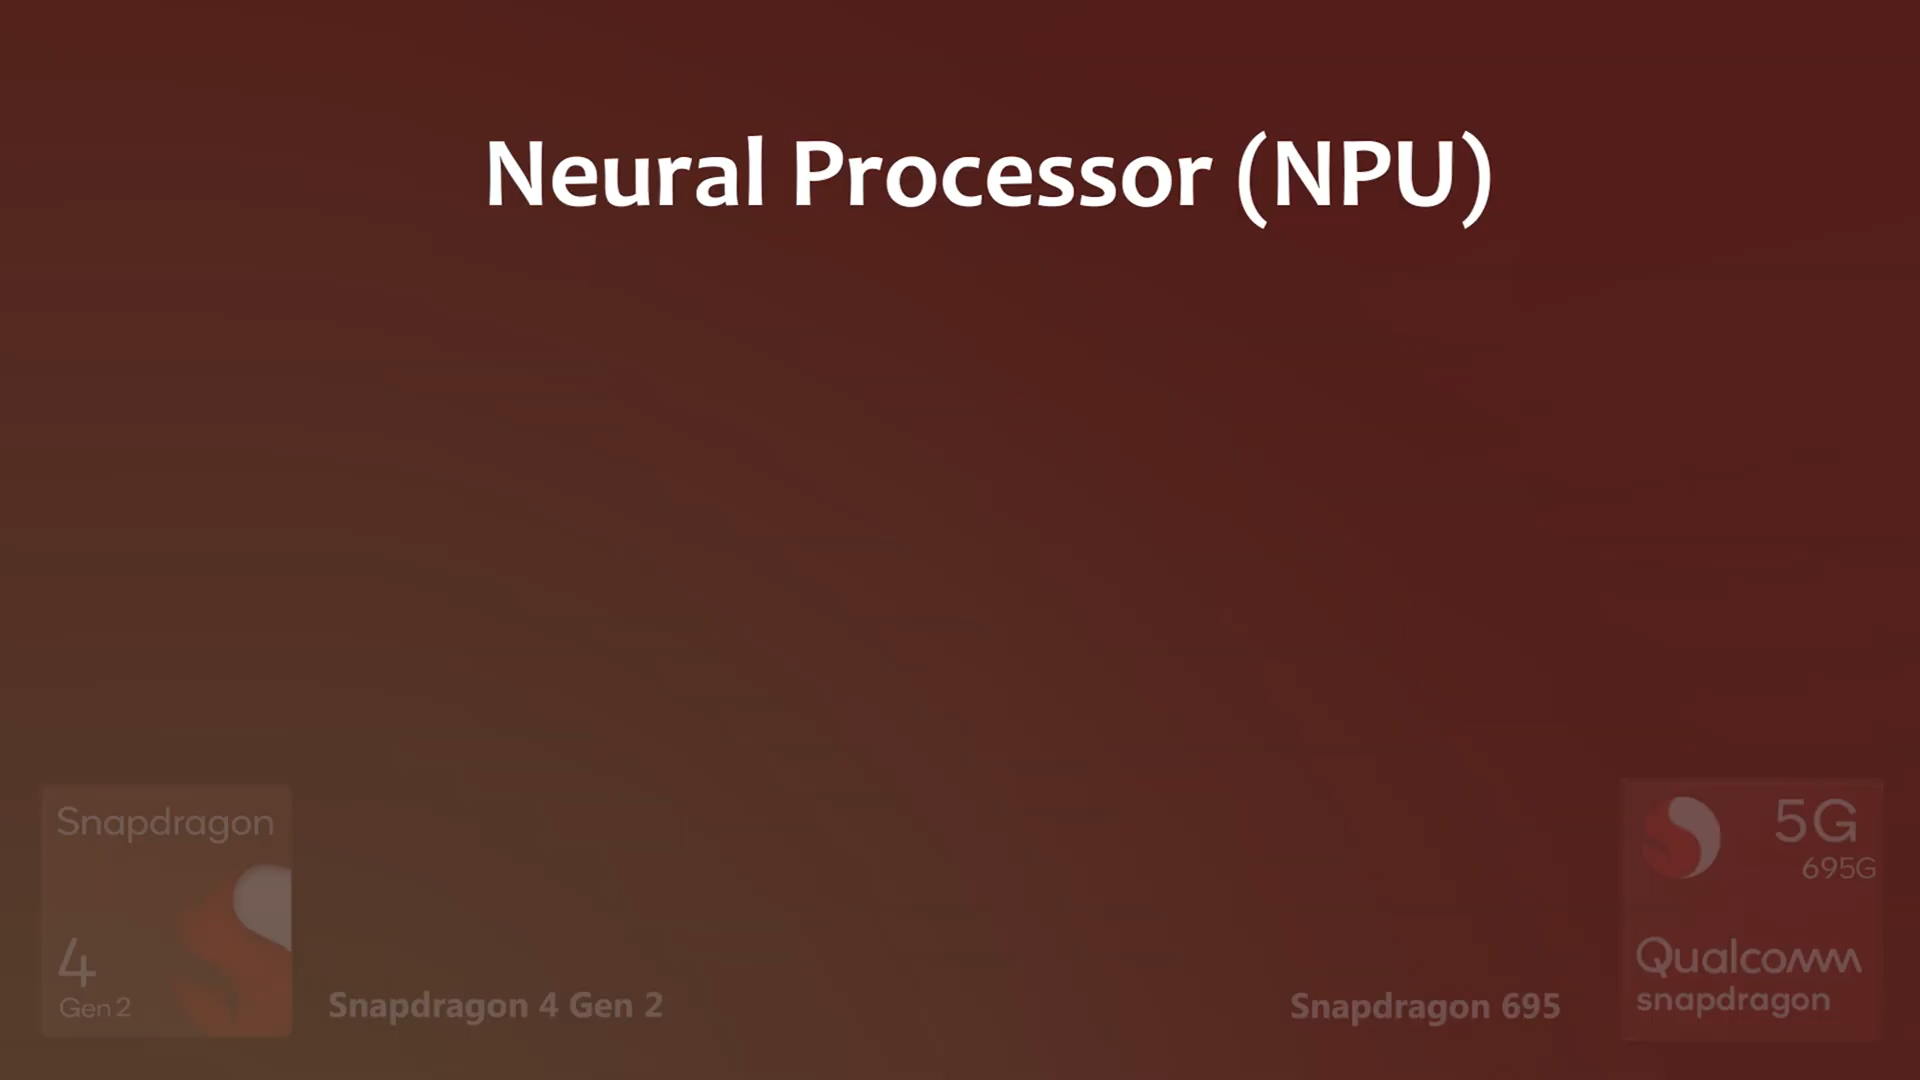 Neural Processor (NPU)
Snapdragon
4
Gen 2
Snapdragon 4 Gen 2
Snapdragon 695
5G
695G
Qualcomm
snapdragon